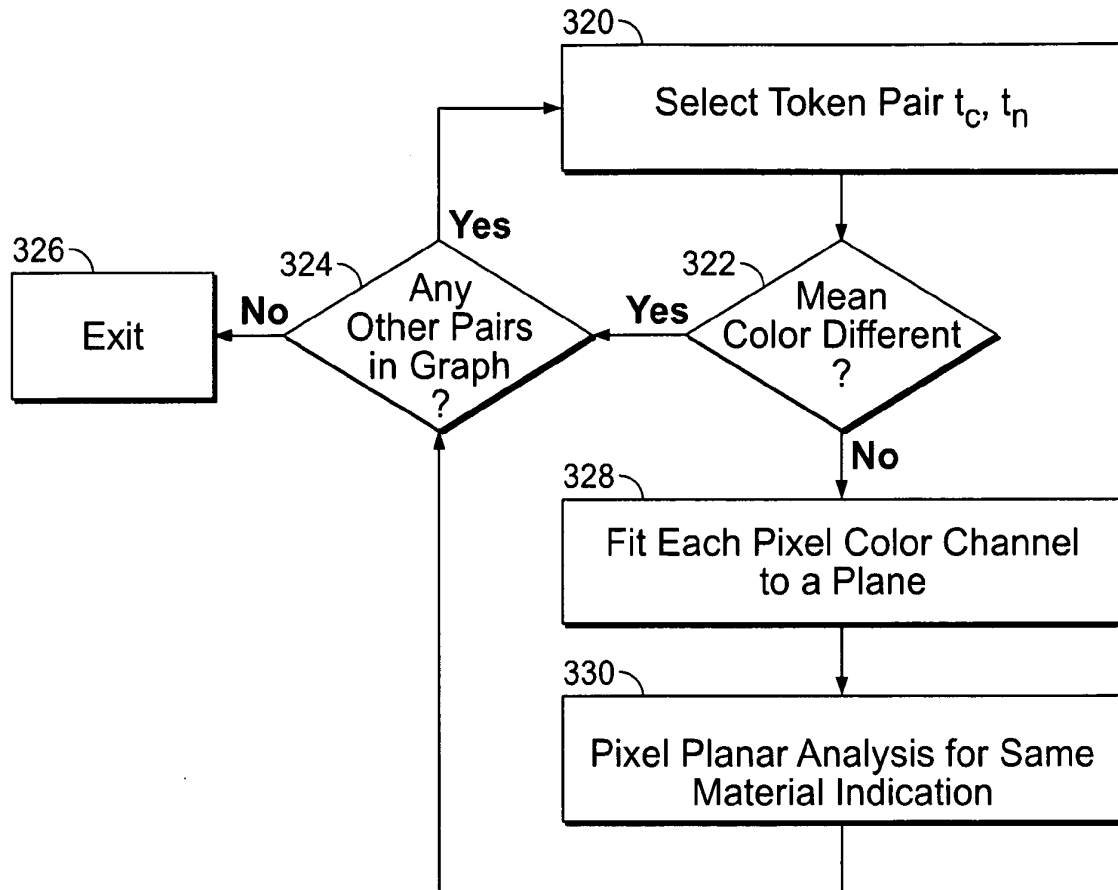 320
Select Token Pair t_c, t_n
Yes
326
Exit
No
324
Any
Other Pairs
in Graph
?
Yes
322
Mean
Color Different
?
No
328
Fit Each Pixel Color Channel
to a Plane
330
Pixel Planar Analysis for Same
Material Indication